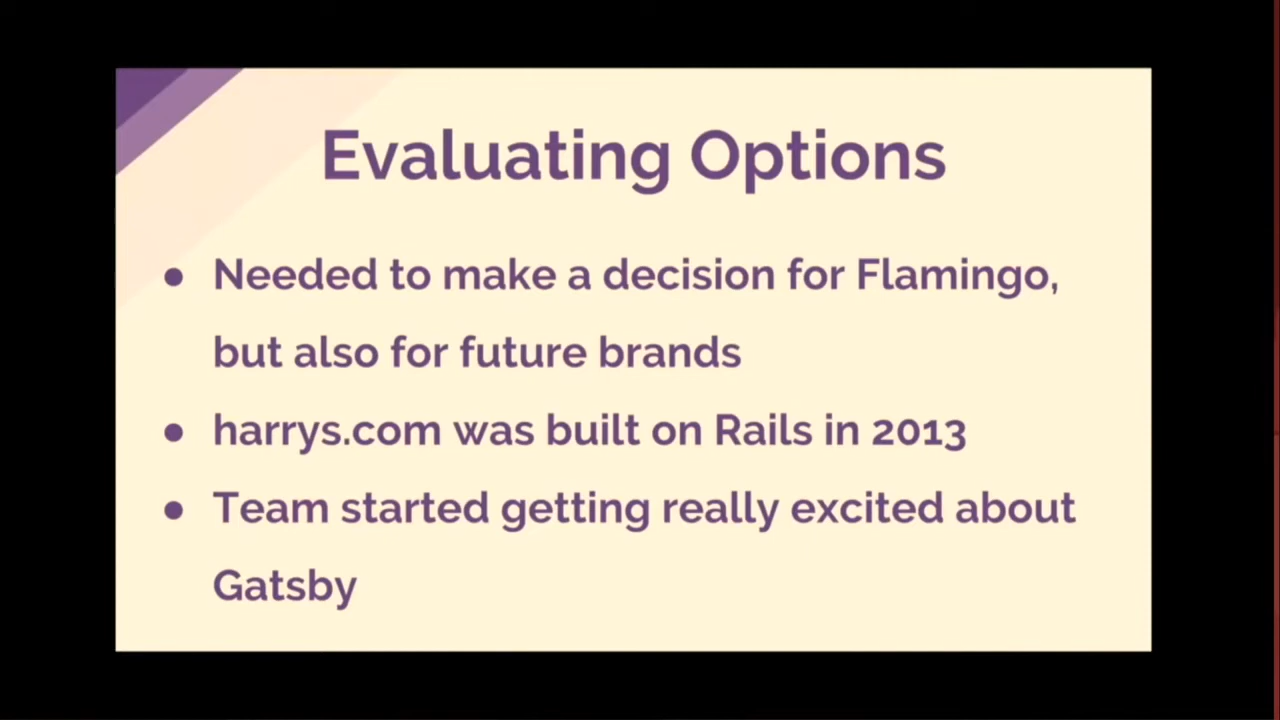 Evaluating Options
● Needed to make a decision for Flamingo,
but also for future brands
● harrys.com was built on Rails in 2013
● Team started getting really excited about
Gatsby